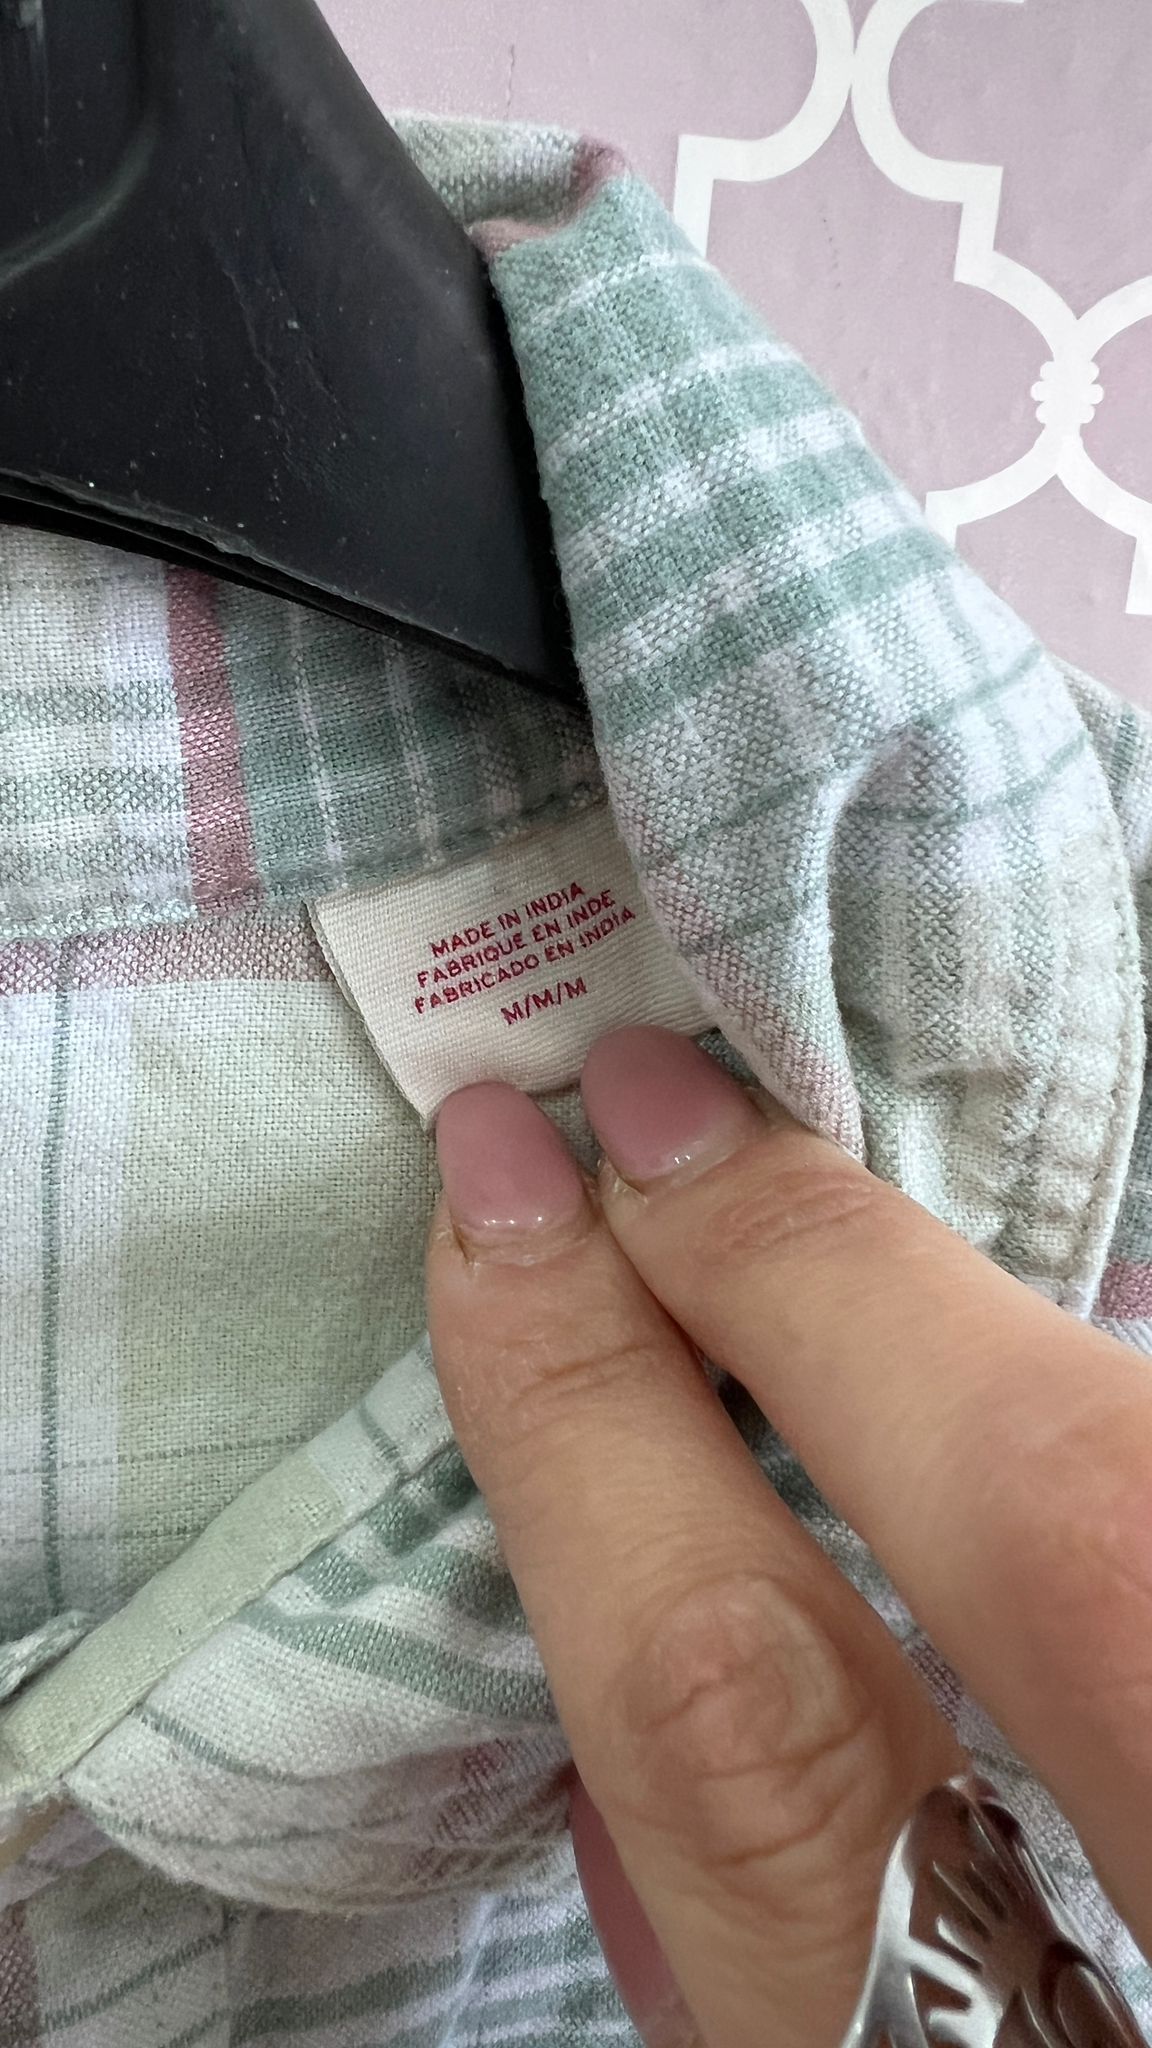 MADE IN INDIA
FABRIQUE EN INDE
FABRICADO EN INDIA
M/M/M